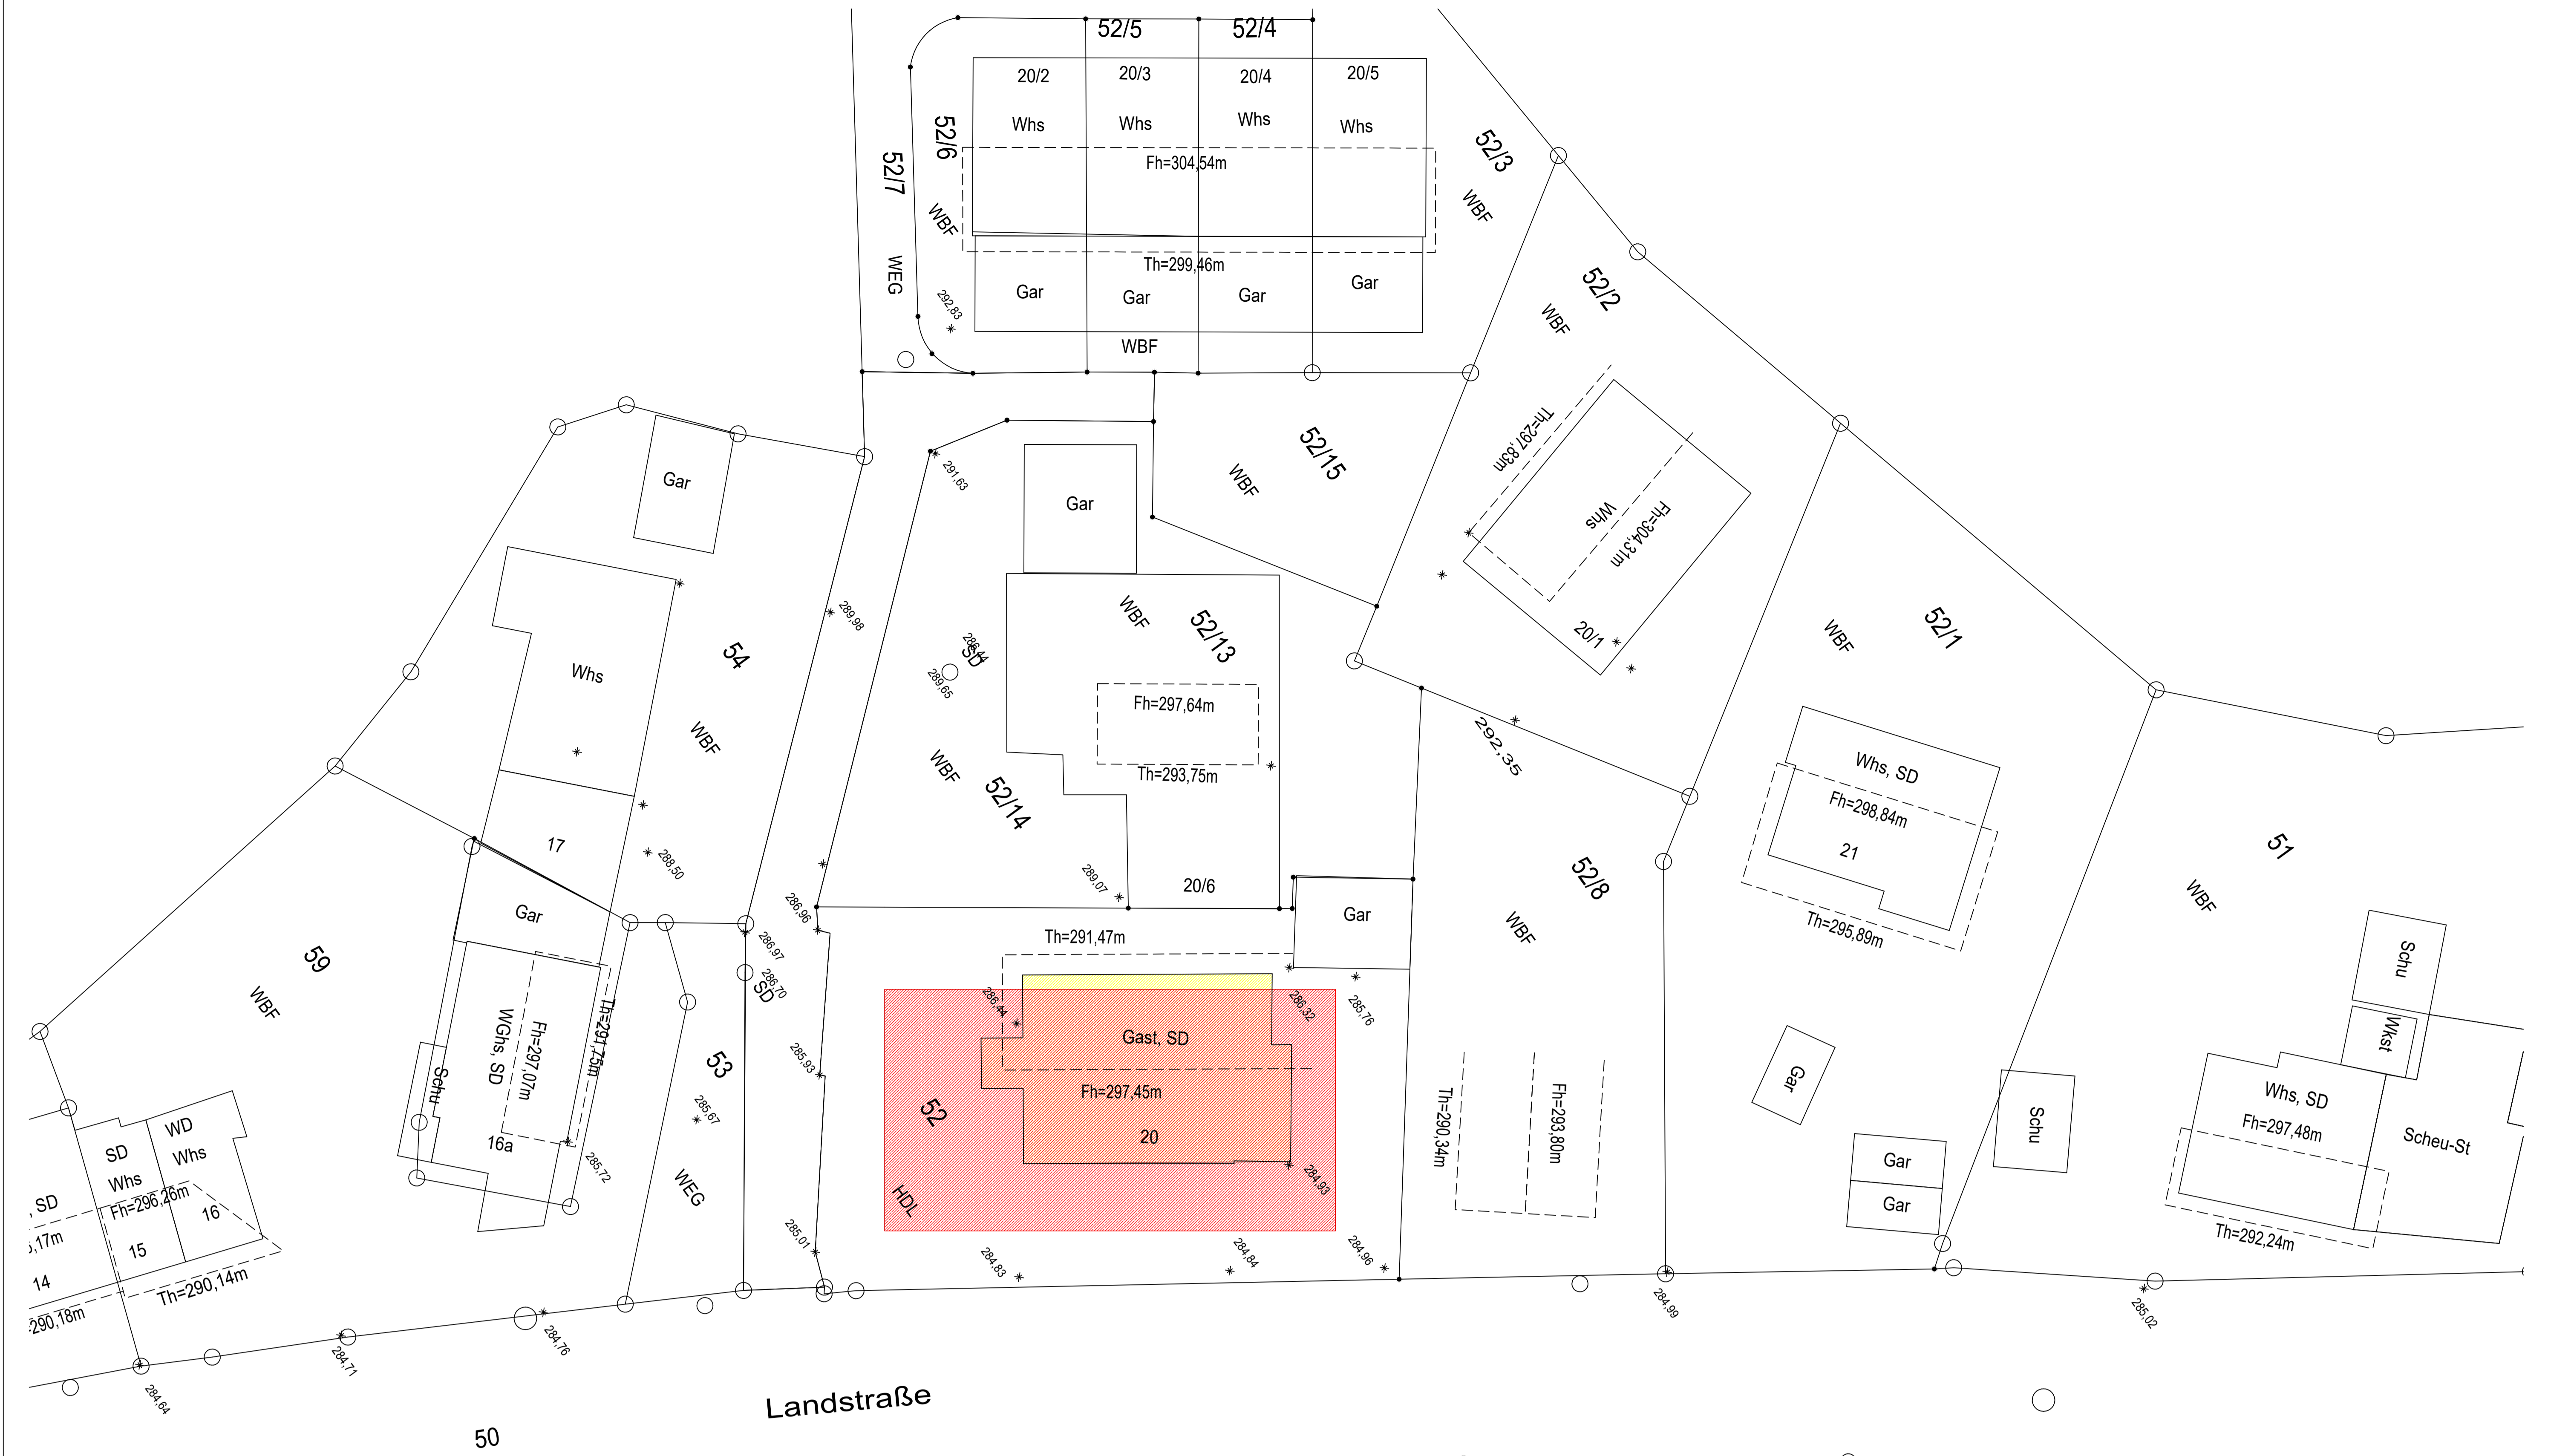 52/5
52/4
20/2
20/3
20/4
20/5
Whs
Whs
Whs
Whs
52/6
52/7
52/3
Fh=304,54m
WBF
WBF
WEG
Th=299,46m
Gar
Gar
Gar
Gar
292,83
WBF
52/2
WBF
Gar
291,63
Gar
52/15
WBF
Th=297,83m
Whs
Fh=304,31m
20/1
289,98
54
Whs
WBF
WBF
52/13
286,44
SD
289,65
Fh=297,64m
Th=293,75m
WBF
52/14
292,35
52/1
WBF
Whs, SD
Fh=298,84m
21
Th=295,89m
51
WBF
17
288,50
289,07
20/6
52/8
WBF
Gar
286,96
Gar
59
WBF
286,97
286,70
SD
Th=291,47m
Schu
Wkst
WGhs, SD
Fh=297,07m
Th=291,75m
286,44
286,32
285,76
Gast, SD
Fh=297,45m
20
52
HDL
284,93
Schu
16a
285,72
53
285,93
285,67
WEG
Th=290,34m
Fh=293,80m
Gar
Gar
Gar
Schu
Whs, SD
Fh=297,48m
Scheu-St
Th=292,24m
SD
Whs
WD
Whs
, SD
Fh=296,26m
16
15
,17m
14
Th=290,14m
=290,18m
285,01
284,83
284,84
284,96
284,99
285,02
284,76
284,71
284,64
Landstraße
50